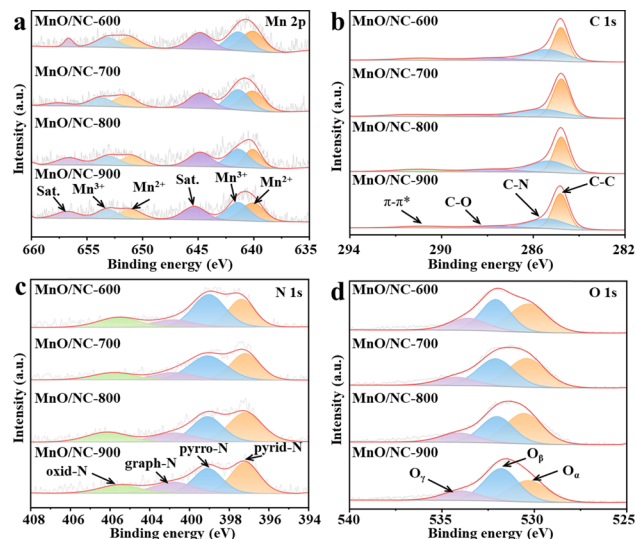 a
Mn 2p
MnO/NC-600
MnO/NC-700
MnO/NC-800
MnO/NC-900
Sat.
Mn³⁺
Mn²⁺
Sat.
Mn³⁺
Mn²⁺
660 655 650 645 640 635
Binding energy (eV)
Intensity (a.u.)
b
C 1s
MnO/NC-600
MnO/NC-700
MnO/NC-800
MnO/NC-900
π-π*
C-O
C-N
C-C
294 290 286 282
Binding energy (eV)
Intensity (a.u.)
c
N 1s
MnO/NC-600
MnO/NC-700
MnO/NC-800
MnO/NC-900
oxid-N
graph-N
pyrro-N
pyrid-N
408 406 404 402 400 398 396 394
Binding energy (eV)
Intensity (a.u.)
d
O 1s
MnO/NC-600
MnO/NC-700
MnO/NC-800
MnO/NC-900
Oγ
Oβ
Oα
540 535 530 525
Binding energy (eV)
Intensity (a.u.)